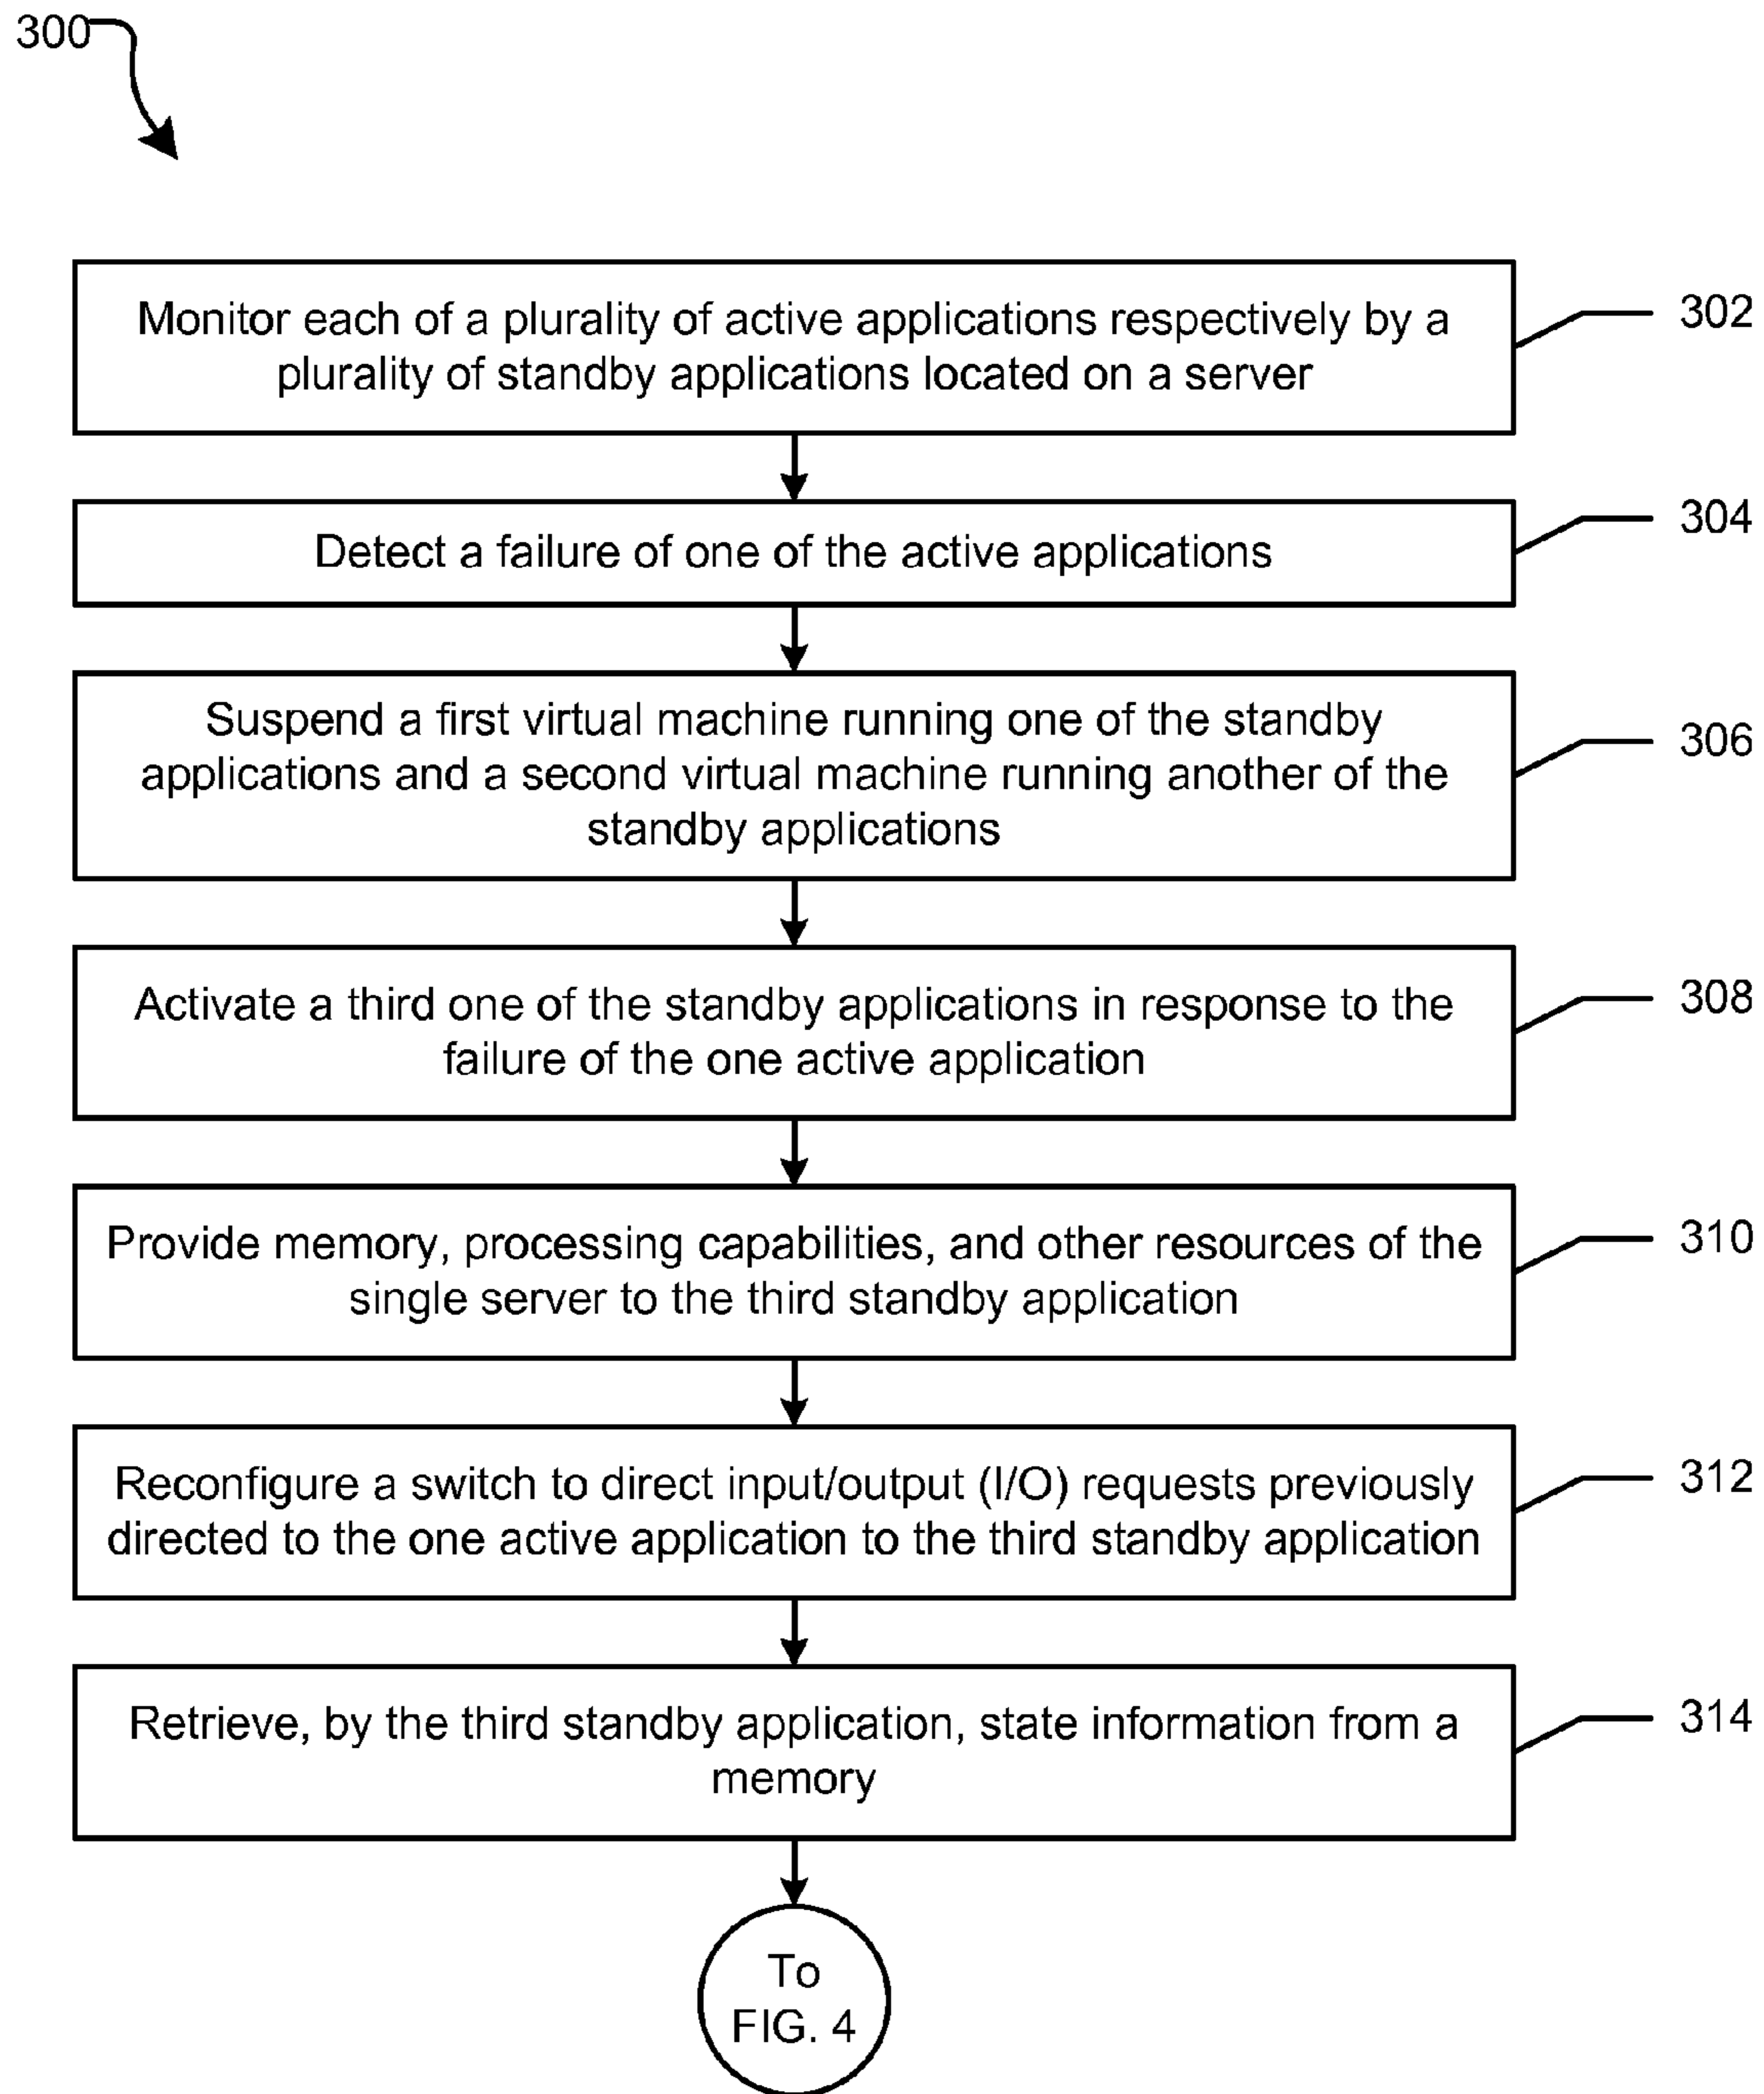 300
Monitor each of a plurality of active applications respectively by a
plurality of standby applications located on a server
302
Detect a failure of one of the active applications
304
Suspend a first virtual machine running one of the standby
applications and a second virtual machine running another of the
standby applications
306
Activate a third one of the standby applications in response to the
failure of the one active application
308
Provide memory, processing capabilities, and other resources of the
single server to the third standby application
310
Reconfigure a switch to direct input/output (I/O) requests previously
directed to the one active application to the third standby application
312
Retrieve, by the third standby application, state information from a
memory
314
To
FIG. 4